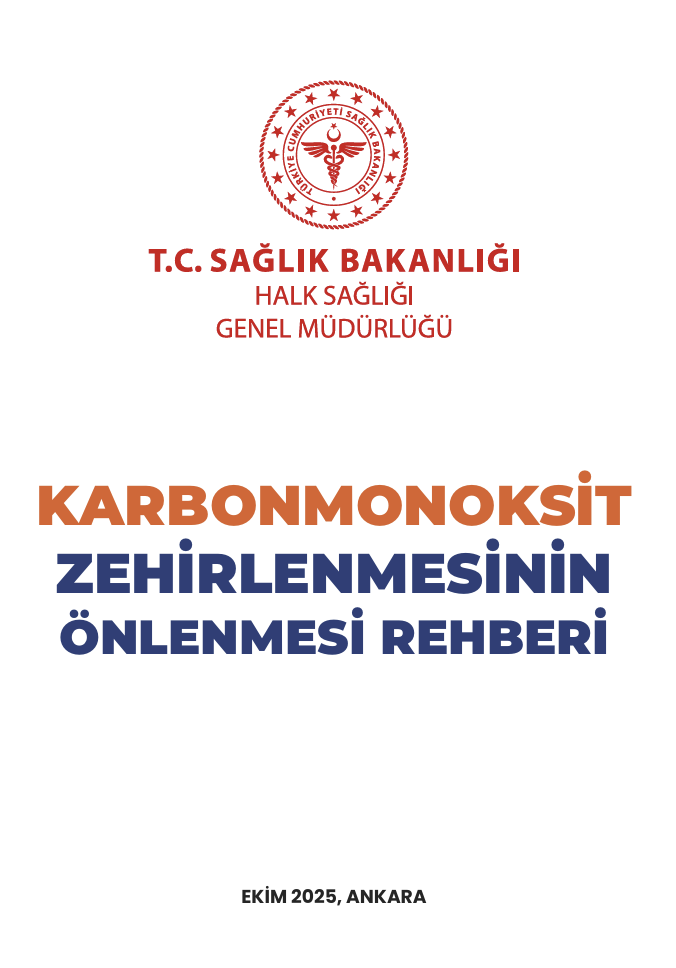 TÜRKİYE CUMHURİYETİ SAĞLIK BAKANLIĞI
T.C. SAĞLIK BAKANLIĞI
HALK SAĞLIĞI
GENEL MÜDÜRLÜĞÜ
KARBONMONOKSİT
ZEHİRLENMESİNİN
ÖNLENMESİ REHBERİ
EKİM 2025, ANKARA